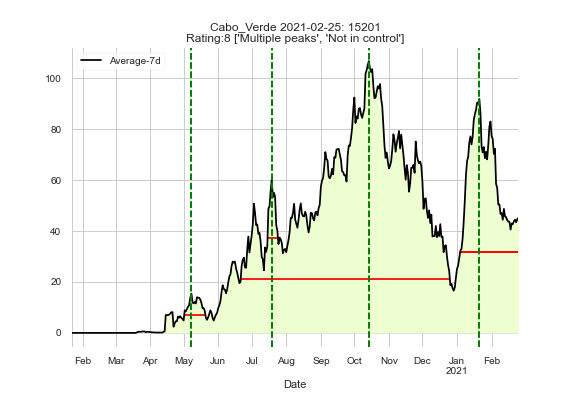 Cabo_Verde 2021-02-25: 15201
Rating:8 ['Multiple peaks', 'Not in control']
Average-7d
100
80
60
40
20
0
Feb Mar Apr May Jun Jul Aug Sep Oct Nov Dec Jan Feb
2021
Date